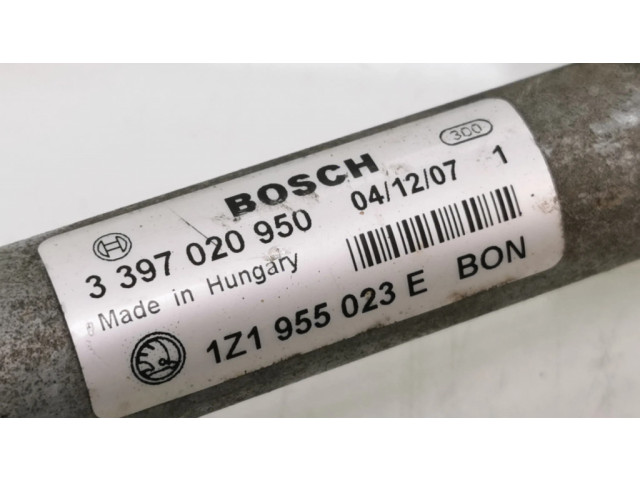 300
BOSCH
3 397 020 950 04/12/07 1
Made in Hungary
1Z1 955 023 E BON